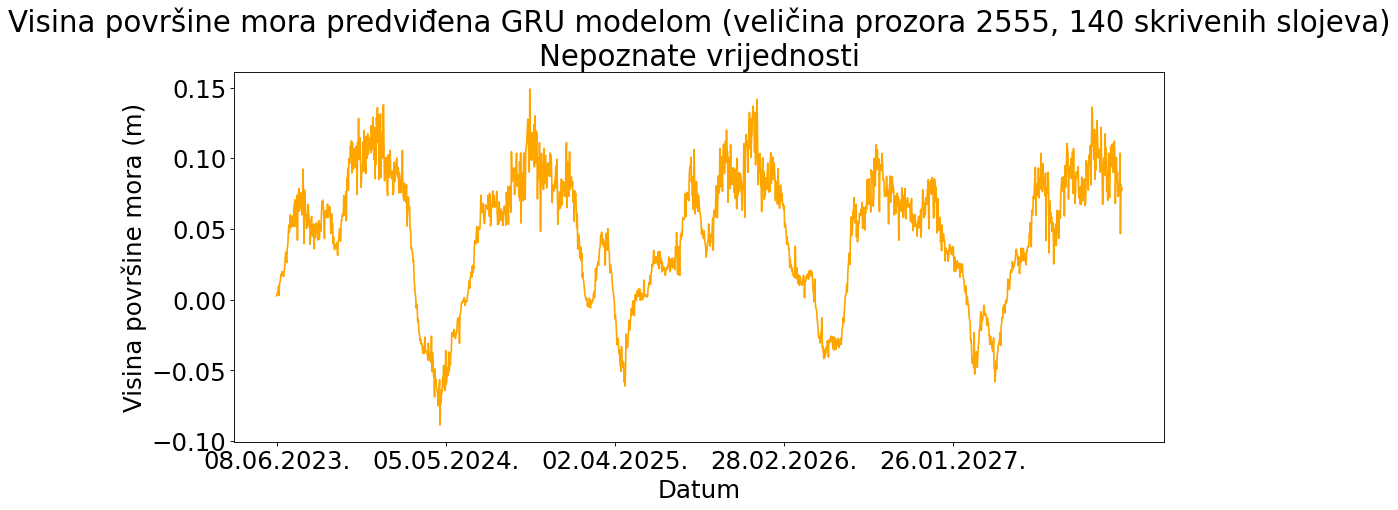 Visina površine mora predviđena GRU modelom (veličina prozora 2555, 140 skrivenih slojeva)
Nepoznate vrijednosti
Visina površine mora (m)
0.15
0.10
0.05
0.00
−0.05
−0.10
08.06.2023. 05.05.2024. 02.04.2025. 28.02.2026. 26.01.2027.
Datum